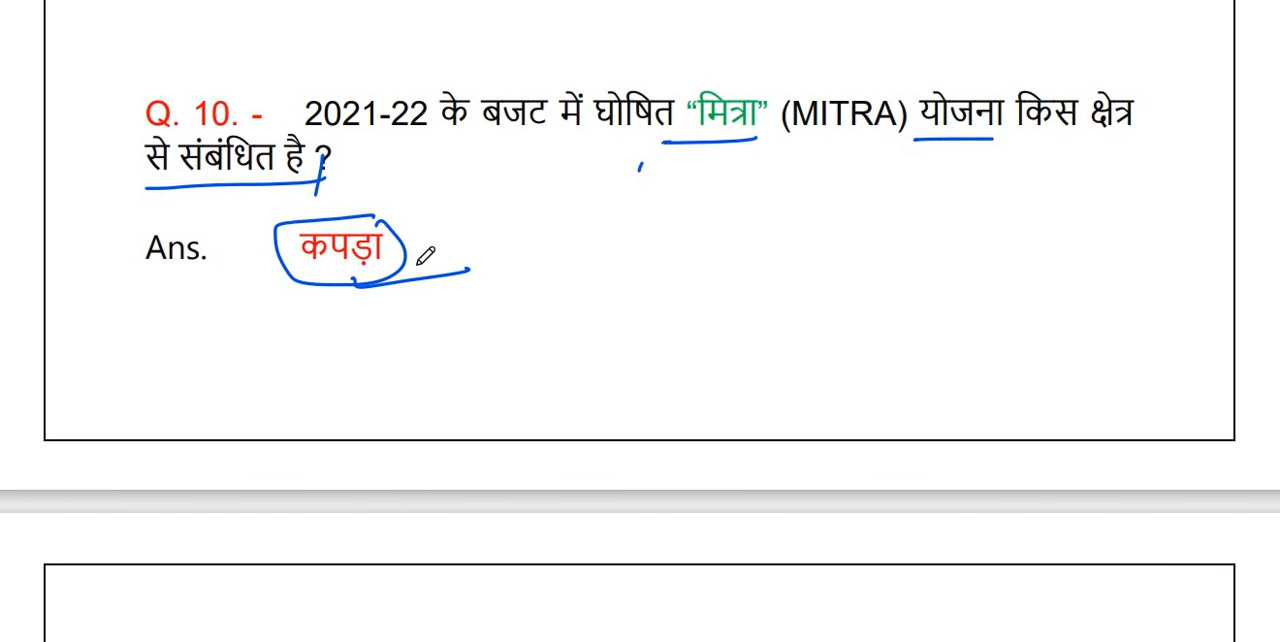 Q. 10. - 2021-22 के बजट में घोषित “मित्रा” (MITRA) योजना किस क्षेत्र
से संबंधित है ?
Ans. कपड़ा